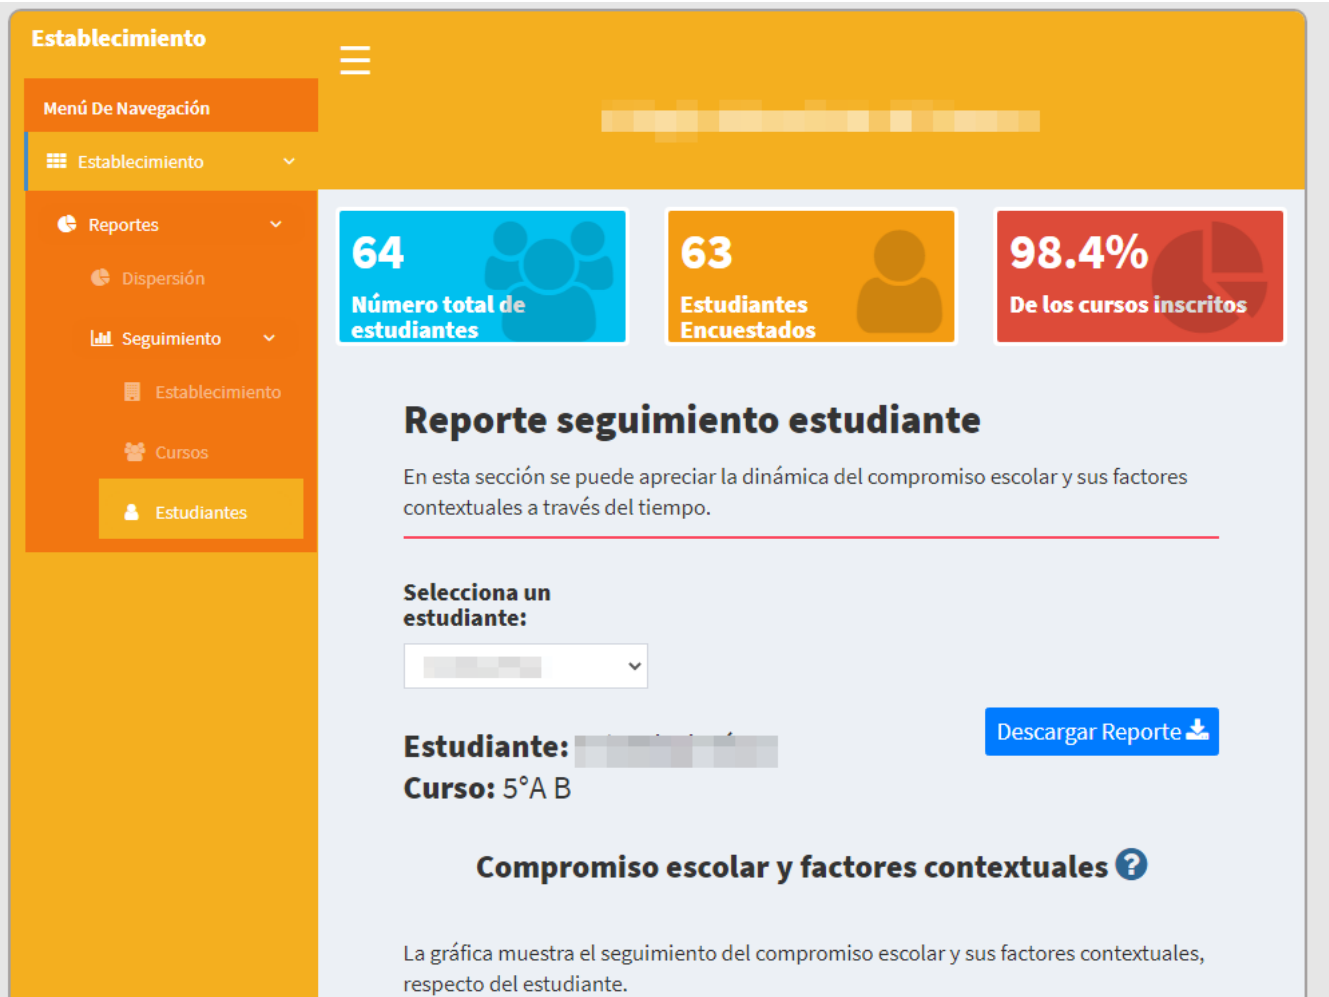 Establecimiento
Menú De Navegación
Establecimiento
Reportes
Dispersión
Seguimiento
Establecimiento
Cursos
Estudiantes
64
Número total de
estudiantes
63
Estudiantes
Encuestados
98.4%
De los cursos inscritos
Reporte seguimiento estudiante
En esta sección se puede apreciar la dinámica del compromiso escolar y sus factores
contextuales a través del tiempo.
Selecciona un
estudiante:
Descargar Reporte
Estudiante:
Curso: 5°A B
Compromiso escolar y factores contextuales ?
La gráfica muestra el seguimiento del compromiso escolar y sus factores contextuales,
respecto del estudiante.